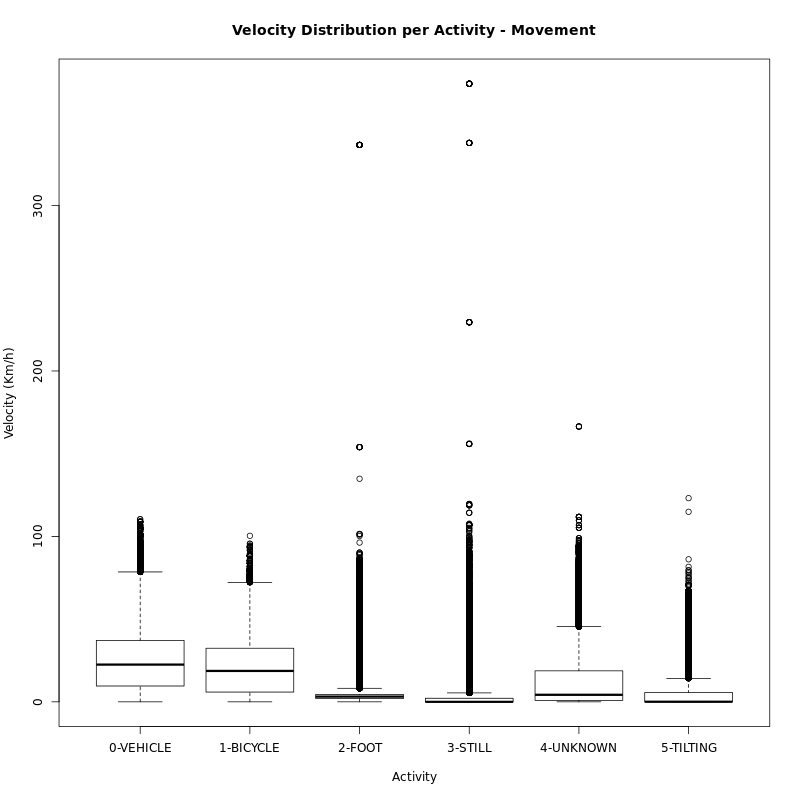 Velocity Distribution per Activity - Movement
300
200
100
0
Velocity (Km/h)
0-VEHICLE 1-BICYCLE 2-FOOT 3-STILL 4-UNKNOWN 5-TILTING
Activity